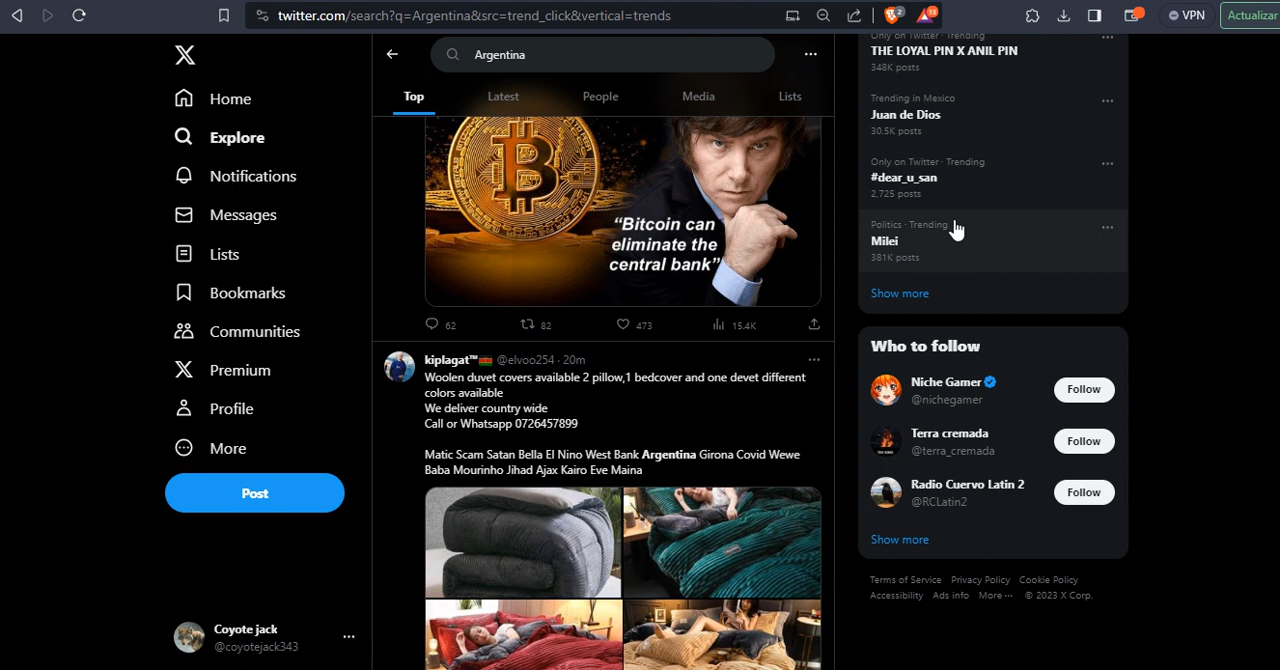 twitter.com/search?q=Argentina&src=trend_click&vertical=trends
2
13
VPN
Actualizar
Home
Explore
Notifications
Messages
Lists
Bookmarks
Communities
Premium
Profile
More
Post
Coyote jack
@coyotejack343
Argentina
Top
Latest
People
Media
Lists
“Bitcoin can
eliminate the
central bank”
62
82
473
15.4K
kiplagat™ @elvoo254 · 20m
Woolen duvet covers available 2 pillow,1 bedcover and one devet different
colors available
We deliver country wide
Call or Whatsapp 0726457899
Matic Scam Satan Bella El Nino West Bank Argentina Girona Covid Wewe
Baba Mourinho Jihad Ajax Kairo Eve Maina
Only on Twitter · Trending
THE LOYAL PIN X ANIL PIN
348K posts
Trending in Mexico
Juan de Dios
30.5K posts
Only on Twitter · Trending
#dear_u_san
2,725 posts
Politics · Trending
Milei
381K posts
Show more
Who to follow
Niche Gamer
@nichegamer
Follow
Terra cremada
@terra_cremada
Follow
Radio Cuervo Latin 2
@RCLatin2
Follow
Show more
Terms of Service Privacy Policy Cookie Policy
Accessibility Ads info More ··· © 2023 X Corp.